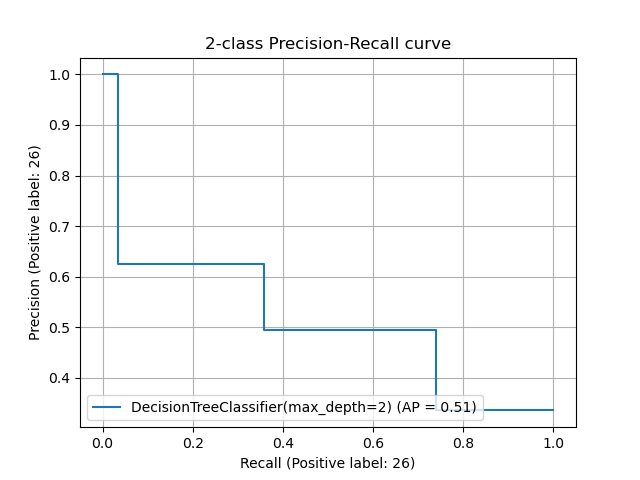 2-class Precision-Recall curve
1.0
0.9
0.8
0.7
0.6
0.5
0.4
Precision (Positive label: 26)
DecisionTreeClassifier(max_depth=2) (AP = 0.51)
0.0 0.2 0.4 0.6 0.8 1.0
Recall (Positive label: 26)